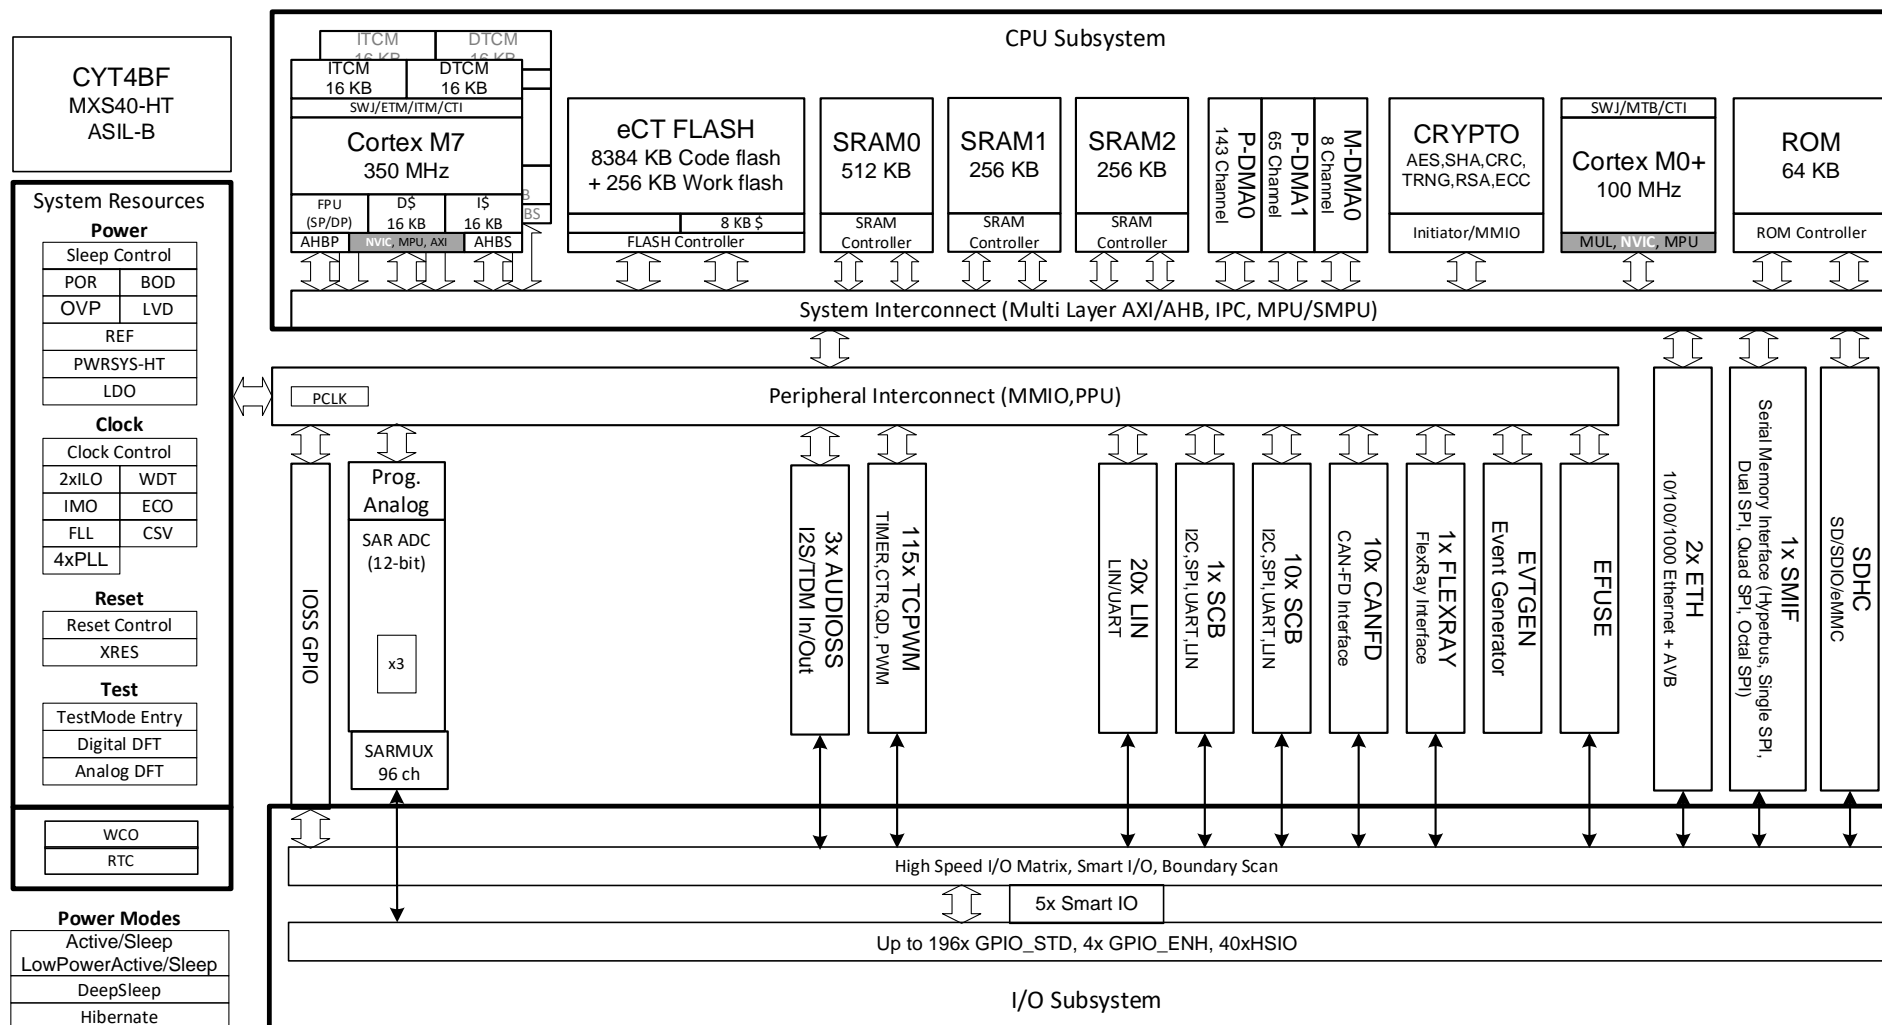 CYT4BF
MXS40-HT
ASIL-B
System Resources
Power
Sleep Control
POR BOD
OVP LVD
REF
PWRSYS-HT
LDO
Clock
Clock Control
2xILO WDT
IMO ECO
FLL CSV
4xPLL
Reset
Reset Control
XRES
Test
TestMode Entry
Digital DFT
Analog DFT
WCO
RTC
Power Modes
Active/Sleep
LowPowerActive/Sleep
DeepSleep
Hibernate
CPU Subsystem
ITCM DTCM
16 KB 16 KB
ITCM DTCM
16 KB 16 KB
SWJ/ETM/ITM/CTI
Cortex M7
350 MHz
FPU D$ I$
(SP/DP) 16 KB 16 KB
B
BS
AHBP NVIC, MPU, AXI AHBS
eCT FLASH
8384 KB Code flash
+ 256 KB Work flash
8 KB $
FLASH Controller
SRAM0
512 KB
SRAM
Controller
SRAM1
256 KB
SRAM
Controller
SRAM2
256 KB
SRAM
Controller
P-DMA0
143 Channel
P-DMA1
65 Channel
M-DMA0
8 Channel
CRYPTO
AES,SHA,CRC,
TRNG,RSA,ECC
Initiator/MMIO
SWJ/MTB/CTI
Cortex M0+
100 MHz
MUL, NVIC, MPU
ROM
64 KB
ROM Controller
System Interconnect (Multi Layer AXI/AHB, IPC, MPU/SMPU)
PCLK
Peripheral Interconnect (MMIO,PPU)
IOSS GPIO
Prog.
Analog
SAR ADC
(12-bit)
x3
SARMUX
96 ch
3x AUDIOSS
I2S/TDM In/Out
115x TCPWM
TIMER,CTR,QD, PWM
20x LIN
LIN/UART
1x SCB
I2C,SPI,UART,LIN
10x SCB
I2C,SPI,UART,LIN
10x CANFD
CAN-FD Interface
1x FLEXRAY
FlexRay Interface
EVTGEN
Event Generator
EFUSE
2x ETH
10/100/1000 Ethernet + AVB
1x SMIF
Serial Memory Interface (Hyperbus, Single SPI,
Dual SPI, Quad SPI, Octal SPI)
SDHC
SD/SDIO/eMMC
High Speed I/O Matrix, Smart I/O, Boundary Scan
5x Smart IO
Up to 196x GPIO_STD, 4x GPIO_ENH, 40xHSIO
I/O Subsystem